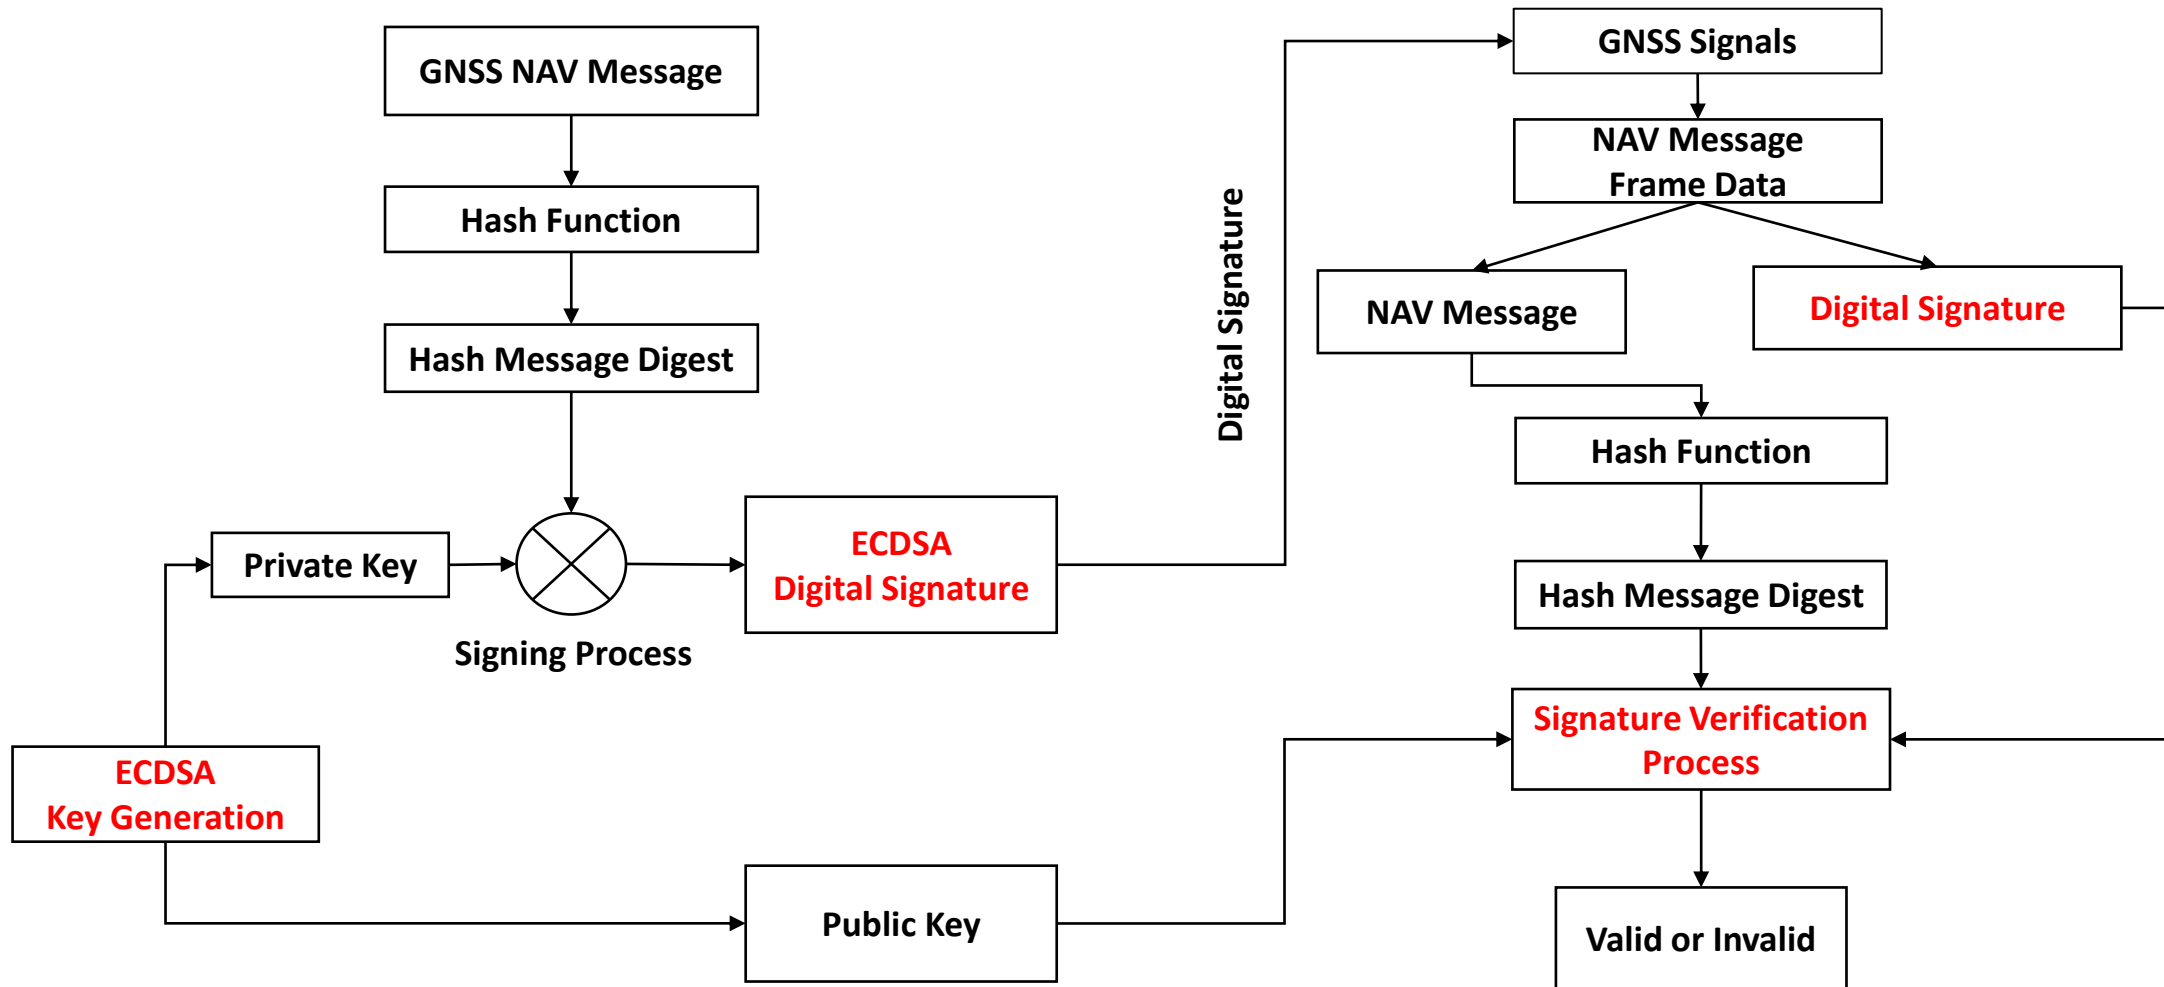 GNSS NAV Message
Hash Function
Hash Message Digest
Private Key
Signing Process
ECDSA
Digital Signature
ECDSA
Key Generation
Public Key
Digital Signature
GNSS Signals
NAV Message
Frame Data
NAV Message
Digital Signature
Hash Function
Hash Message Digest
Signature Verification
Process
Valid or Invalid